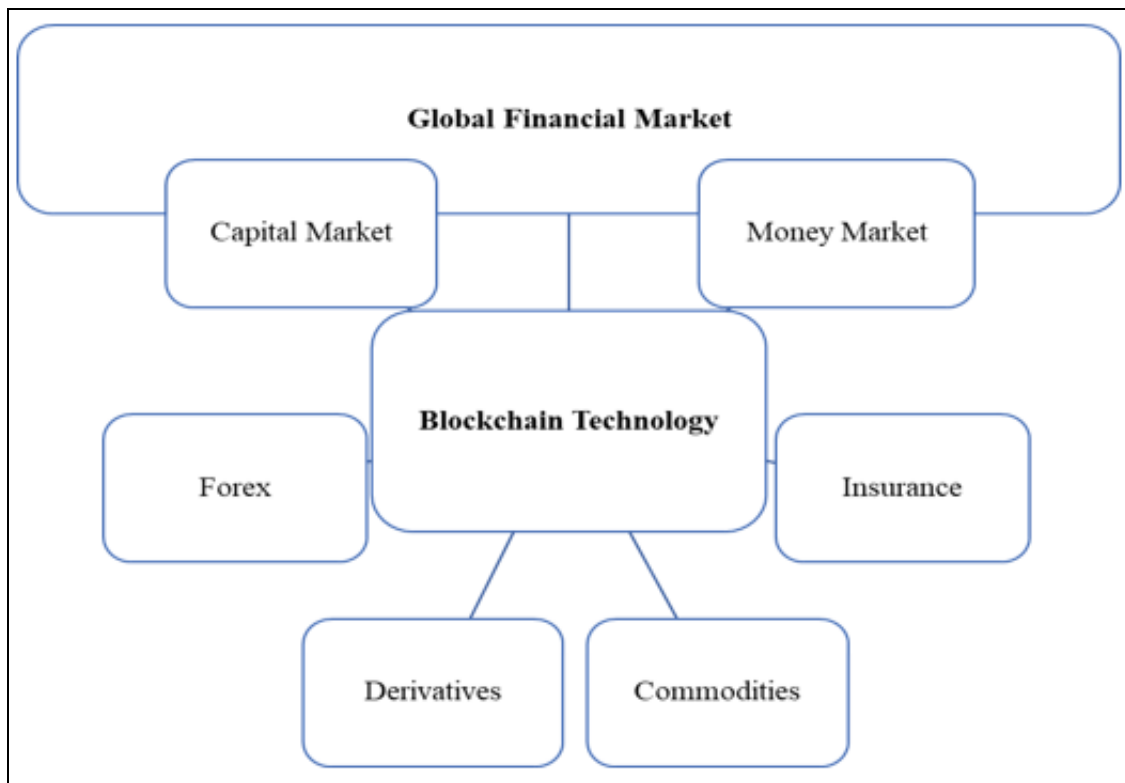 Global Financial Market
Capital Market
Money Market
Blockchain Technology
Forex
Insurance
Derivatives
Commodities